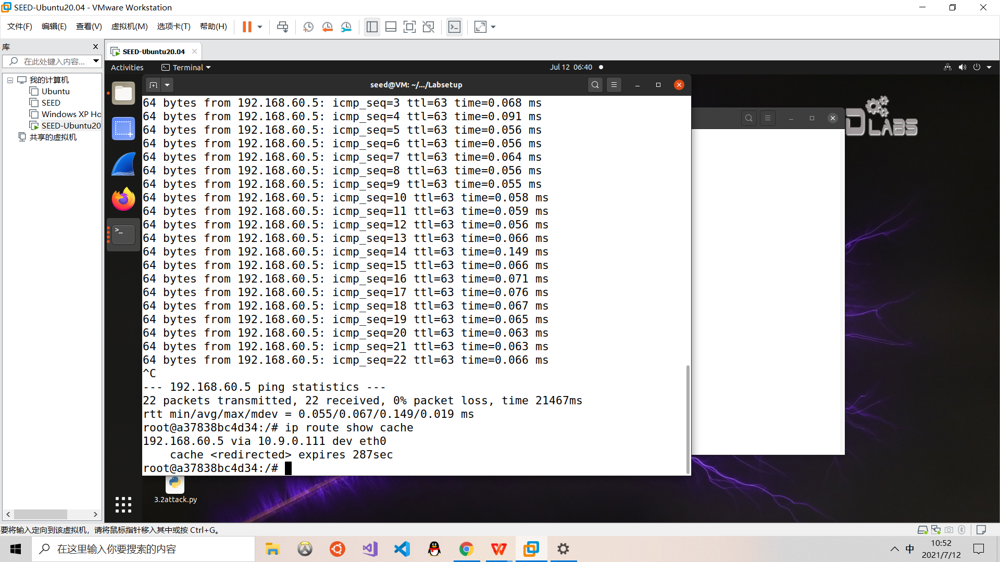 SEED-Ubuntu20.04 - VMware Workstation
文件(F) 编辑(E) 查看(V) 虚拟机(M) 选项卡(T) 帮助(H)
库
在此处键入内容...
我的计算机
Ubuntu
SEED
Windows XP Ho
SEED-Ubuntu20
共享的虚拟机
SEED-Ubuntu20.04
Activities Terminal Jul 12 06:40
seed@VM: ~/.../Labsetup
64 bytes from 192.168.60.5: icmp_seq=3 ttl=63 time=0.068 ms
64 bytes from 192.168.60.5: icmp_seq=4 ttl=63 time=0.091 ms
64 bytes from 192.168.60.5: icmp_seq=5 ttl=63 time=0.056 ms
64 bytes from 192.168.60.5: icmp_seq=6 ttl=63 time=0.056 ms
64 bytes from 192.168.60.5: icmp_seq=7 ttl=63 time=0.064 ms
64 bytes from 192.168.60.5: icmp_seq=8 ttl=63 time=0.056 ms
64 bytes from 192.168.60.5: icmp_seq=9 ttl=63 time=0.055 ms
64 bytes from 192.168.60.5: icmp_seq=10 ttl=63 time=0.058 ms
64 bytes from 192.168.60.5: icmp_seq=11 ttl=63 time=0.059 ms
64 bytes from 192.168.60.5: icmp_seq=12 ttl=63 time=0.056 ms
64 bytes from 192.168.60.5: icmp_seq=13 ttl=63 time=0.066 ms
64 bytes from 192.168.60.5: icmp_seq=14 ttl=63 time=0.149 ms
64 bytes from 192.168.60.5: icmp_seq=15 ttl=63 time=0.066 ms
64 bytes from 192.168.60.5: icmp_seq=16 ttl=63 time=0.071 ms
64 bytes from 192.168.60.5: icmp_seq=17 ttl=63 time=0.076 ms
64 bytes from 192.168.60.5: icmp_seq=18 ttl=63 time=0.067 ms
64 bytes from 192.168.60.5: icmp_seq=19 ttl=63 time=0.065 ms
64 bytes from 192.168.60.5: icmp_seq=20 ttl=63 time=0.063 ms
64 bytes from 192.168.60.5: icmp_seq=21 ttl=63 time=0.063 ms
64 bytes from 192.168.60.5: icmp_seq=22 ttl=63 time=0.066 ms
^C
--- 192.168.60.5 ping statistics ---
22 packets transmitted, 22 received, 0% packet loss, time 21467ms
rtt min/avg/max/mdev = 0.055/0.067/0.149/0.019 ms
root@a37838bc4d34:/# ip route show cache
192.168.60.5 via 10.9.0.111 dev eth0
    cache <redirected> expires 287sec
root@a37838bc4d34:/#
D LABS
3.2attack.py
要将输入定向到该虚拟机，请将鼠标指针移入其中或按 Ctrl+G。
在这里输入你要搜索的内容
中
10:52
2021/7/12